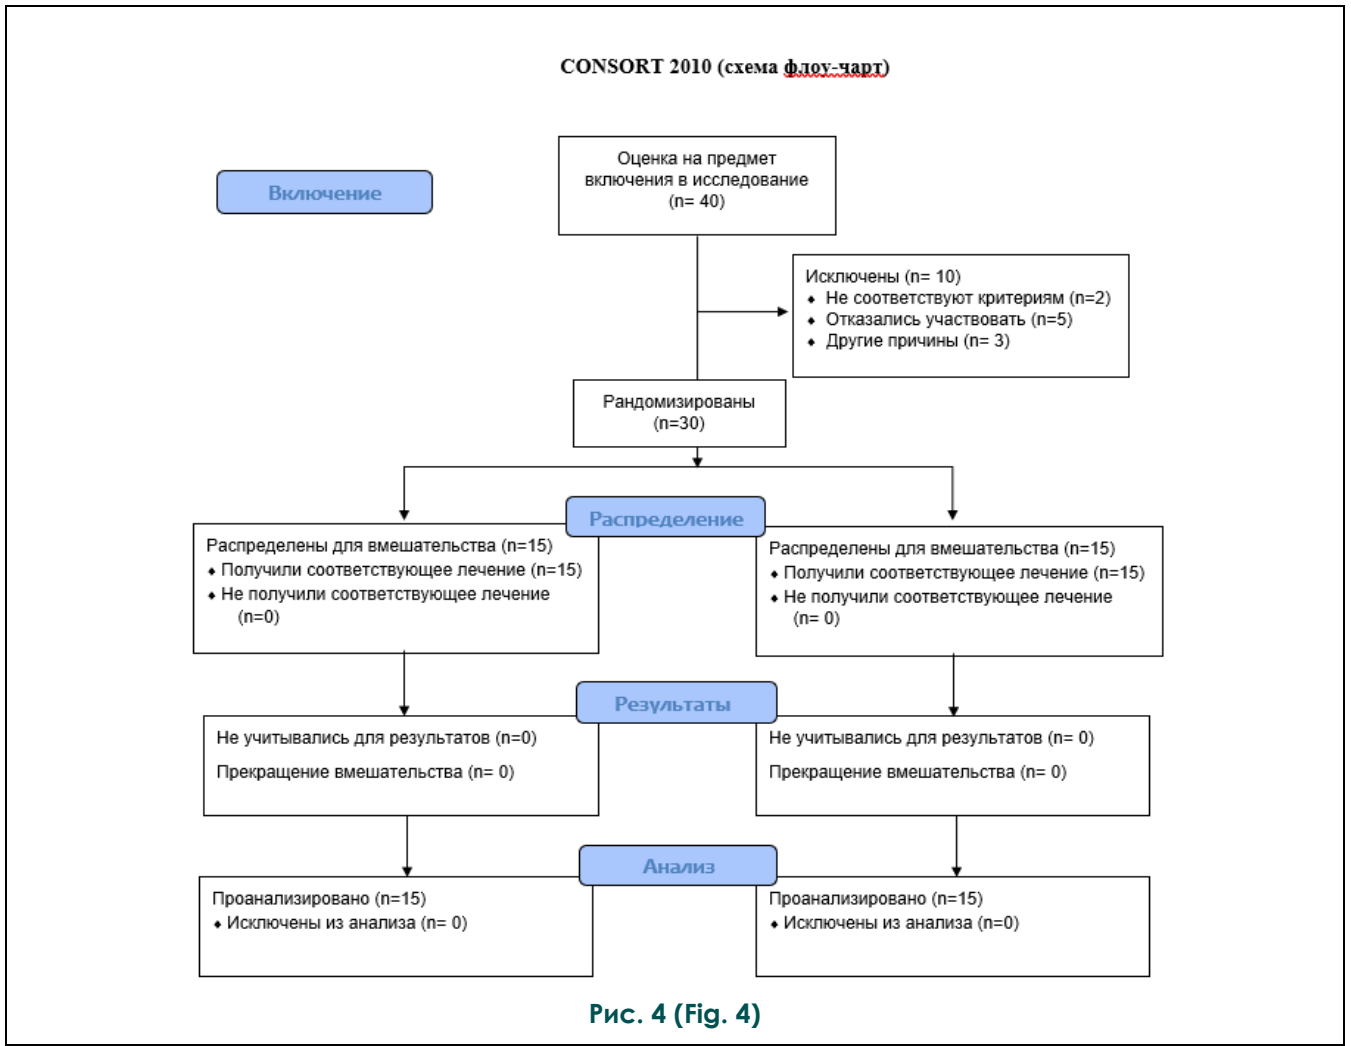 CONSORT 2010 (схема флоу-чарт)
Включение
Оценка на предмет
включения в исследование
(n= 40)
Исключены (n= 10)
♦ Не соответствуют критериям (n=2)
♦ Отказались участвовать (n=5)
♦ Другие причины (n= 3)
Рандомизированы
(n=30)
Распределение
Распределены для вмешательства (n=15)
♦ Получили соответствующее лечение (n=15)
♦ Не получили соответствующее лечение
(n=0)
Распределены для вмешательства (n=15)
♦ Получили соответствующее лечение (n=15)
♦ Не получили соответствующее лечение
(n= 0)
Результаты
Не учитывались для результатов (n=0)
Прекращение вмешательства (n= 0)
Не учитывались для результатов (n= 0)
Прекращение вмешательства (n= 0)
Анализ
Проанализировано (n=15)
♦ Исключены из анализа (n= 0)
Проанализировано (n=15)
♦ Исключены из анализа (n=0)
Рис. 4 (Fig. 4)